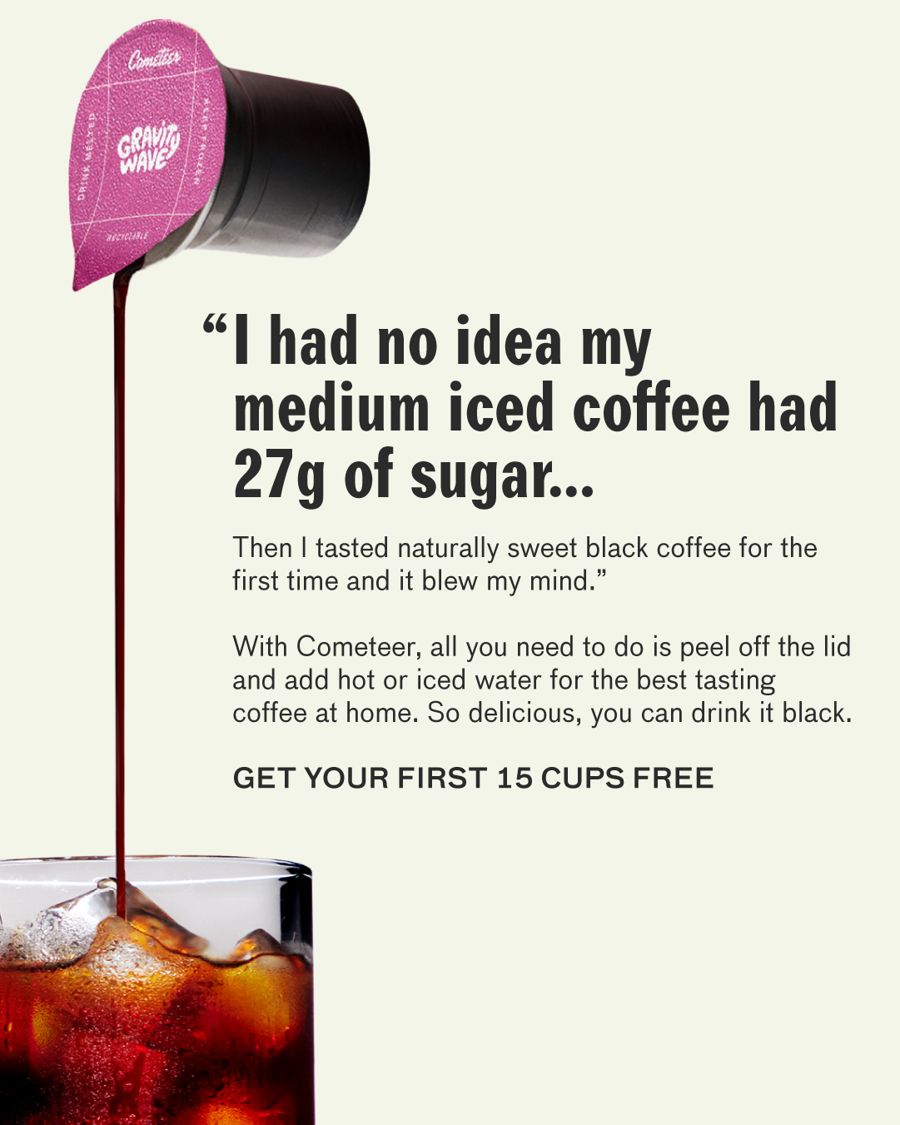 Cometeer
GRAVITY
WAVE
DRINK MELTED
KEEP FROZEN
RECYCLABLE
“I had no idea my
medium iced coffee had
27g of sugar...
Then I tasted naturally sweet black coffee for the
first time and it blew my mind.”
With Cometeer, all you need to do is peel off the lid
and add hot or iced water for the best tasting
coffee at home. So delicious, you can drink it black.
GET YOUR FIRST 15 CUPS FREE